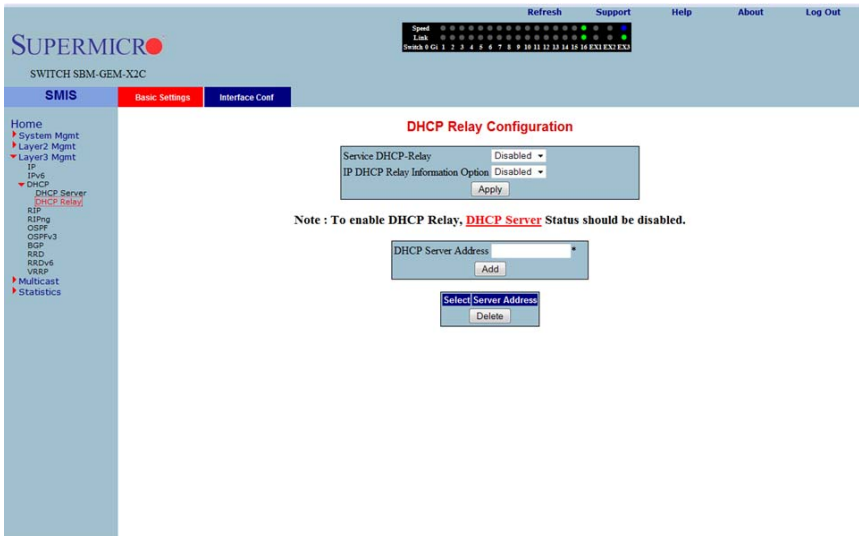 Refresh Support Help About Log Out
SUPERMICRO
SWITCH SBM-GEM-X2C
Speed
Link
Switch 0 Gi 1 2 3 4 5 6 7 8 9 10 11 12 13 14 15 16 EX1 EX2 EX3
SMIS
Basic Settings
Interface Conf
Home
System Mgmt
Layer2 Mgmt
Layer3 Mgmt
IP
IPv6
DHCP
DHCP Server
DHCP Relay
RIP
RIPng
OSPF
OSPFv3
BGP
RRD
RRDv6
VRRP
Multicast
Statistics
DHCP Relay Configuration
Service DHCP-Relay Disabled
IP DHCP Relay Information Option Disabled
Apply
Note : To enable DHCP Relay, DHCP Server Status should be disabled.
DHCP Server Address *
Add
Select Server Address
Delete